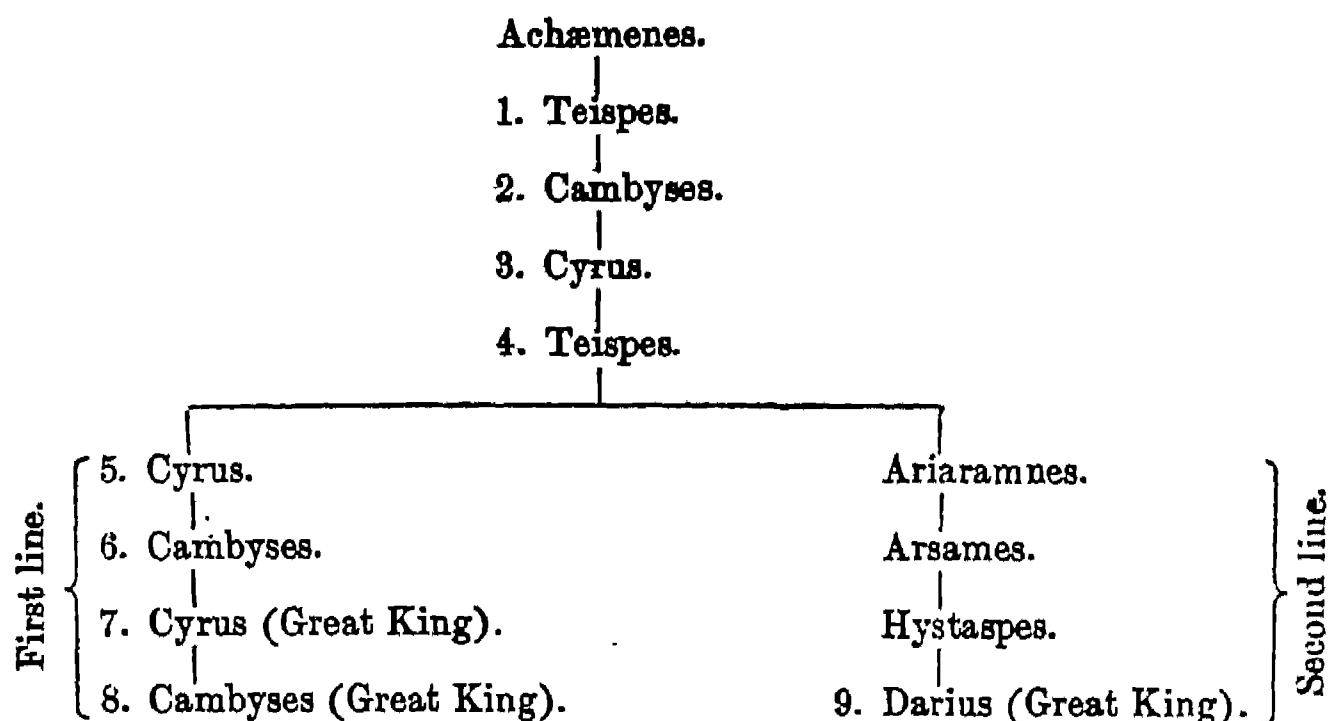 Achæmenes.
1. Teispes.
2. Cambyses.
3. Cyrus.
4. Teispes.
First line.
5. Cyrus.
6. Cambyses.
7. Cyrus (Great King).
8. Cambyses (Great King).
Ariaramnes.
Arsames.
Hystaspes.
9. Darius (Great King).
Second line.